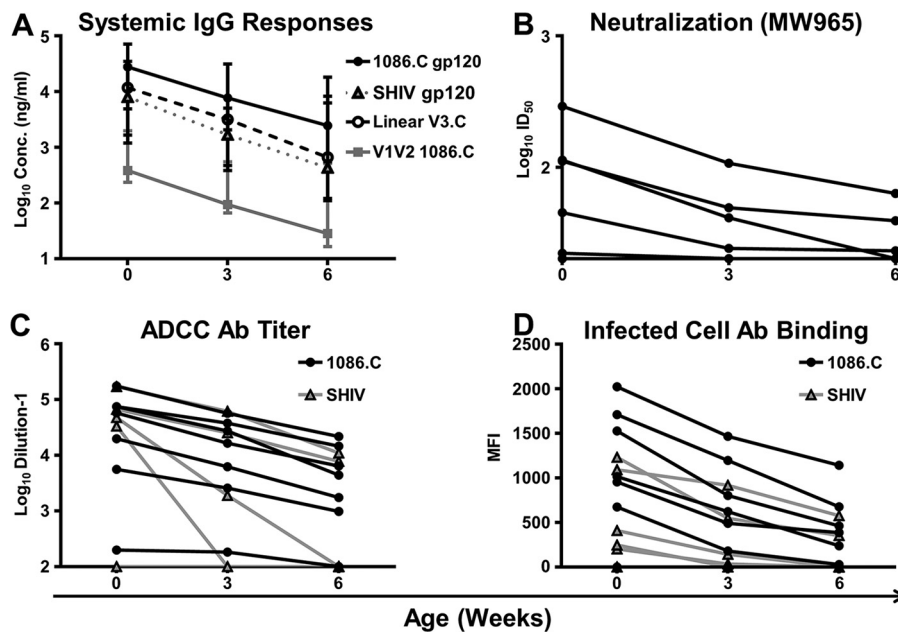 A Systemic IgG Responses
Log10 Conc. (ng/ml)
5
4
3
2
1
0 3 6
1086.C gp120
SHIV gp120
Linear V3.C
V1V2 1086.C
B Neutralization (MW965)
Log10 ID50
3
2
0 3 6
C ADCC Ab Titer
Log10 Dilution-1
6
5
4
3
2
0 3 6
1086.C
SHIV
D Infected Cell Ab Binding
MFI
2500
2000
1500
1000
500
0
0 3 6
1086.C
SHIV
Age (Weeks)